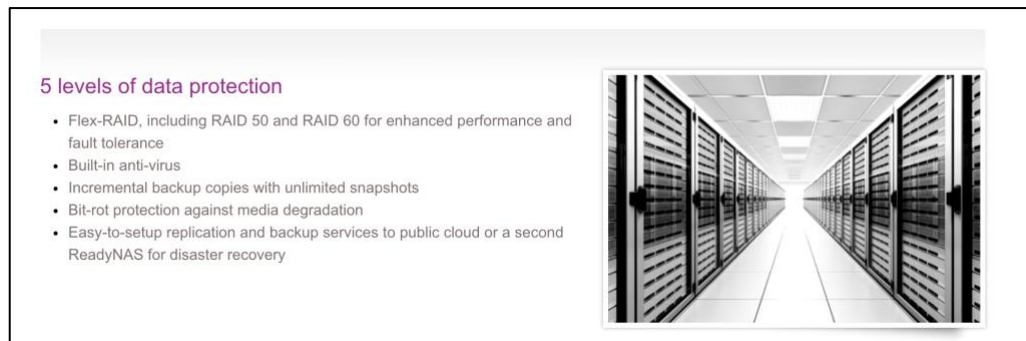 5 levels of data protection
Flex-RAID, including RAID 50 and RAID 60 for enhanced performance and
fault tolerance
Built-in anti-virus
Incremental backup copies with unlimited snapshots
Bit-rot protection against media degradation
Easy-to-setup replication and backup services to public cloud or a second
ReadyNAS for disaster recovery